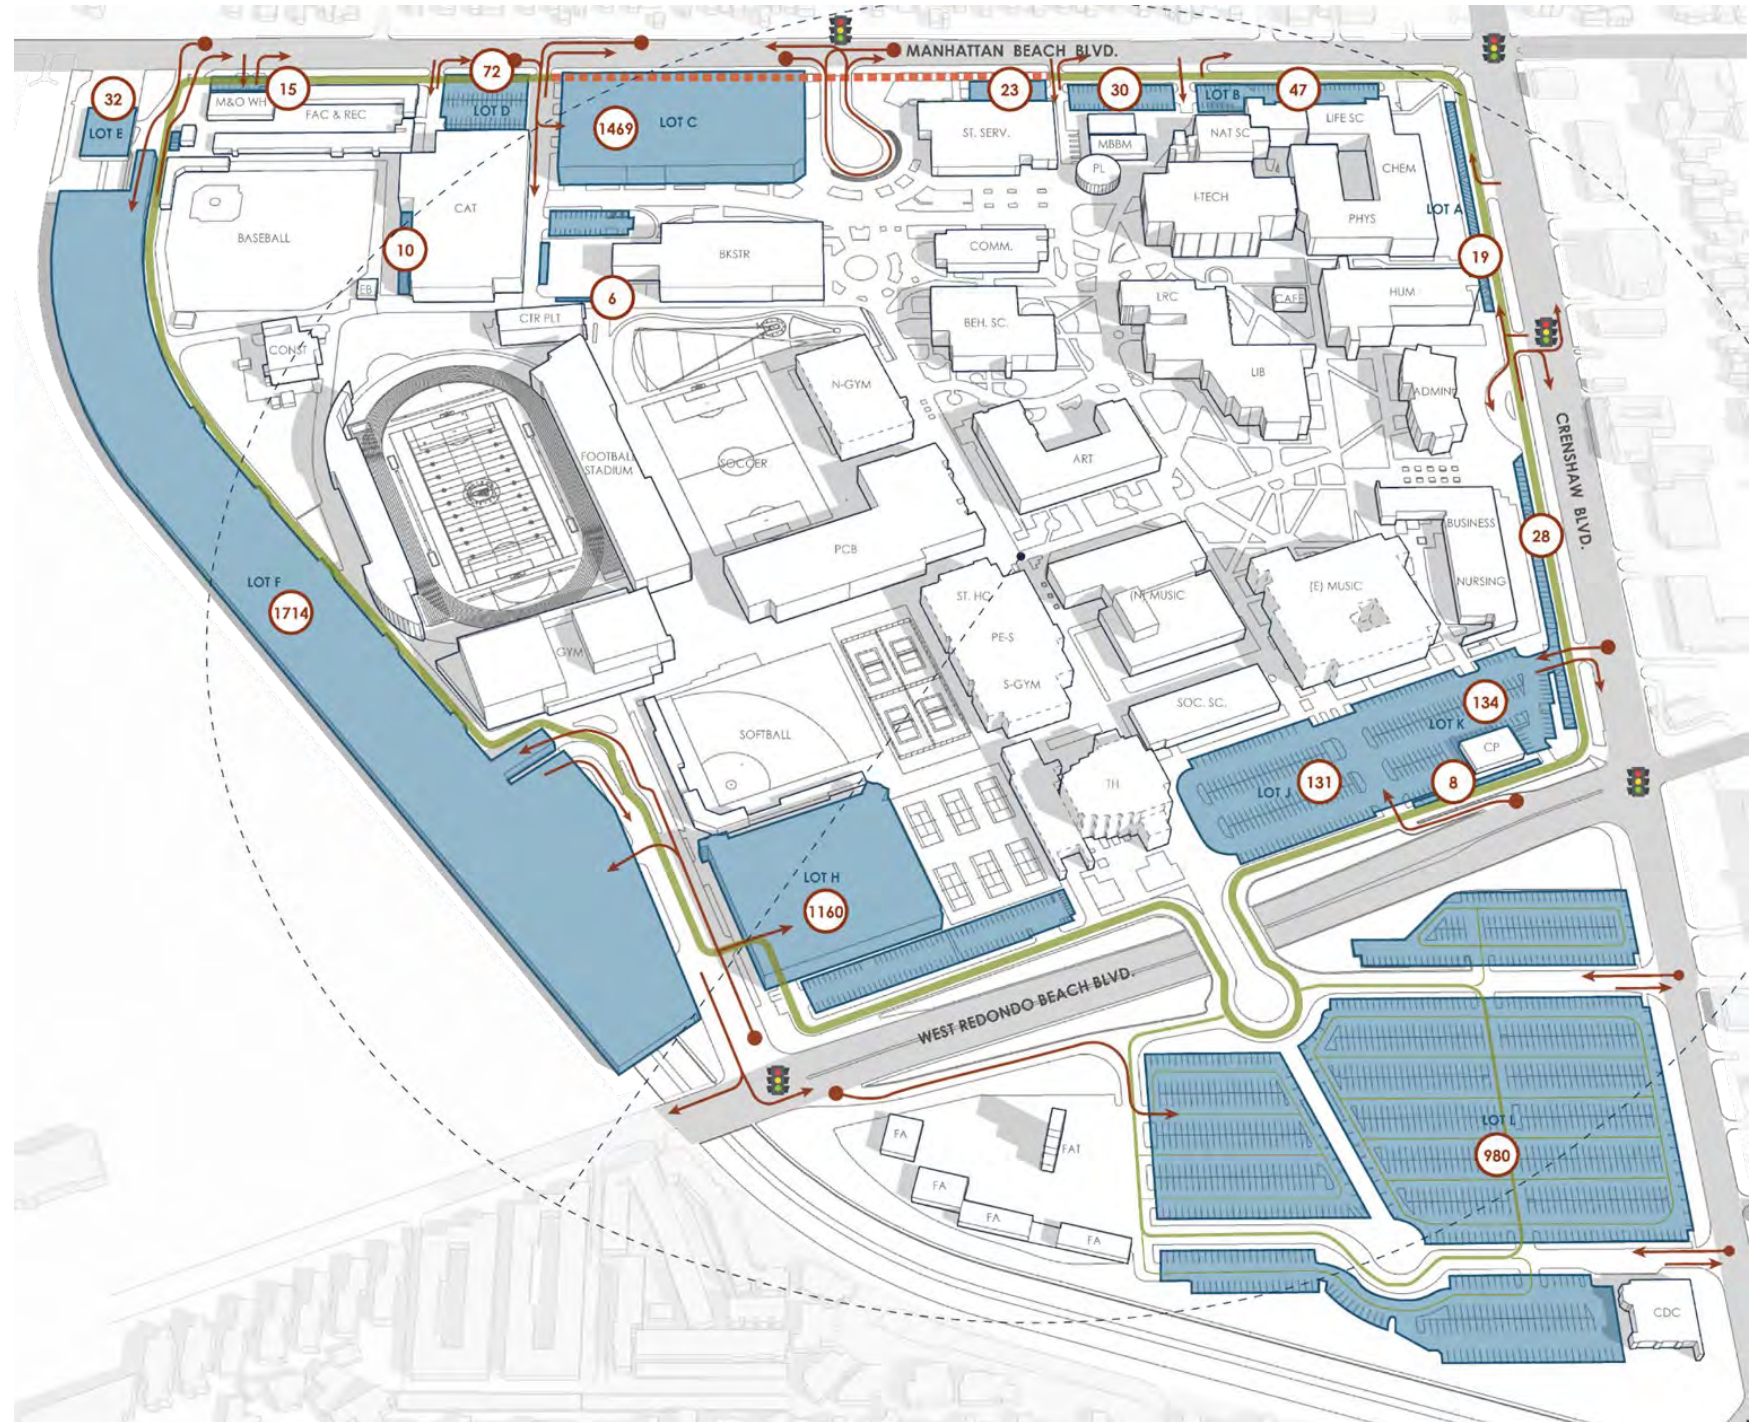 MANHATTAN BEACH BLVD.
32
LOT E
15
M&O WH
FAC & REC
72
LOT D
1469
LOT C
23
ST. SERV.
30
MBBM
PL
LOT B
47
NAT SC
LIFE SC
CHEM
I-TECH
PHYS
LOT A
19
BASEBALL
CAT
10
FB
6
BKSTR
COMM.
CTR PLT
CONST
BEH. SC.
LRC
CAFE
HUM
LIB
ADMIN
N-GYM
FOOTBALL
STADIUM
SOCCER
ART
CRENSHAW BLVD.
BUSINESS
28
NURSING
PCB
LOT F
1714
ST. HC
(N) MUSIC
(E) MUSIC
PE-S
S-GYM
GYM
SOC. SC.
SOFTBALL
TH
134
LOT K
CP
LOT J
131
8
LOT H
1160
WEST REDONDO BEACH BLVD.
FA
FAT
FA
FA
FA
LOT L
980
CDC